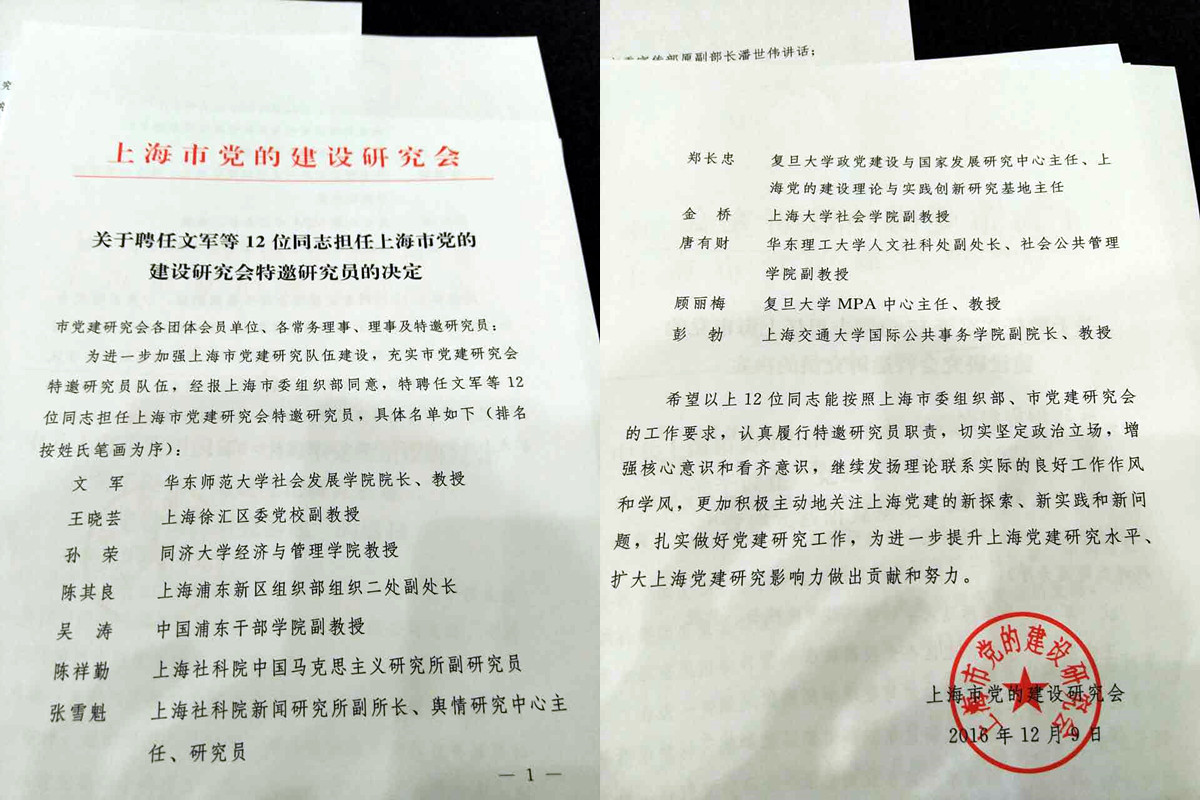 上海市党的建设研究会
关于聘任文军等12位同志担任上海市党的
建设研究会特邀研究员的决定
市党建研究会各团体会员单位、各常务理事、理事及特邀研究员：
为进一步加强上海市党建研究队伍建设，充实市党建研究会
特邀研究员队伍，经报上海市委组织部同意，特聘任文军等12
位同志担任上海市党建研究会特邀研究员，具体名单如下（排名
按姓氏笔画为序）：
文 军 华东师范大学社会发展学院院长、教授
王晓芸 上海徐汇区委党校副教授
孙 荣 同济大学经济与管理学院教授
陈其良 上海浦东新区组织部组织二处副处长
吴 涛 中国浦东干部学院副教授
陈祥勤 上海社科院中国马克思主义研究所副研究员
张雪魁 上海社科院新闻研究所副所长、舆情研究中心主
任、研究员
— 1 —
宣传部原副部长潘世伟讲话；
郑长忠 复旦大学政党建设与国家发展研究中心主任、上
海党的建设理论与实践创新研究基地主任
金 桥 上海大学社会学院副教授
唐有财 华东理工大学人文社科处副处长、社会公共管理
学院副教授
顾丽梅 复旦大学MPA中心主任、教授
彭 勃 上海交通大学国际公共事务学院副院长、教授
希望以上12位同志能按照上海市委组织部、市党建研究会
的工作要求，认真履行特邀研究员职责，切实坚定政治立场，增
强核心意识和看齐意识，继续发扬理论联系实际的良好工作作风
和学风，更加积极主动地关注上海党建的新探索、新实践和新问
题，扎实做好党建研究工作，为进一步提升上海党建研究水平、
扩大上海党建研究影响力做出贡献和努力。
上海市党的建设研究会
上海市党的建设研究会
2016年12月9日